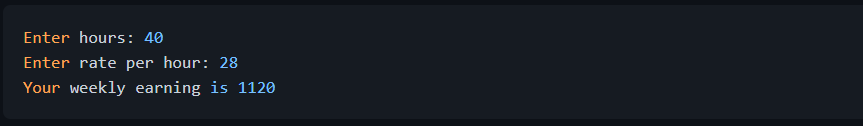 Enter hours: 40
Enter rate per hour: 28
Your weekly earning is 1120